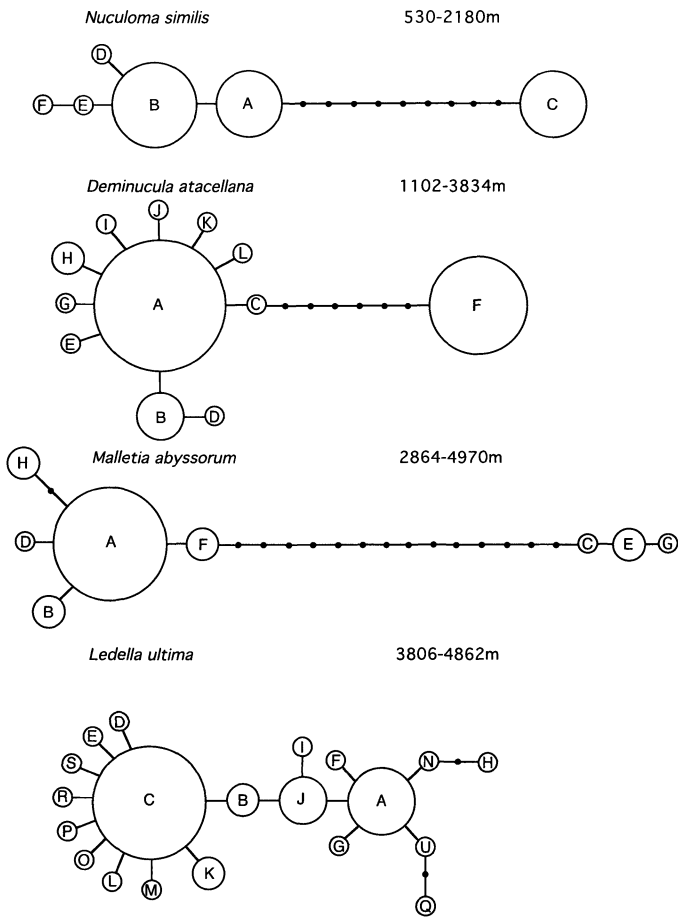 Nuculoma similis 530-2180m
D
F E B A C
Deminucula atacellana 1102-3834m
J
I K
H L
G A C F
E
B D
Malletia abyssorum 2864-4970m
H
D A F C E G
B
Ledella ultima 3806-4862m
D
E I
S F N H
R C B J A
P
O G U
L M K
Q